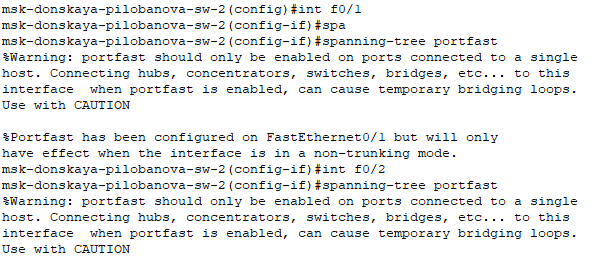 msk-donskaya-pilobanova-sw-2(config)#int f0/1
msk-donskaya-pilobanova-sw-2(config-if)#spa
msk-donskaya-pilobanova-sw-2(config-if)#spanning-tree portfast
%Warning: portfast should only be enabled on ports connected to a single
host. Connecting hubs, concentrators, switches, bridges, etc... to this
interface  when portfast is enabled, can cause temporary bridging loops.
Use with CAUTION

%Portfast has been configured on FastEthernet0/1 but will only
have effect when the interface is in a non-trunking mode.
msk-donskaya-pilobanova-sw-2(config-if)#int f0/2
msk-donskaya-pilobanova-sw-2(config-if)#spanning-tree portfast
%Warning: portfast should only be enabled on ports connected to a single
host. Connecting hubs, concentrators, switches, bridges, etc... to this
interface  when portfast is enabled, can cause temporary bridging loops.
Use with CAUTION